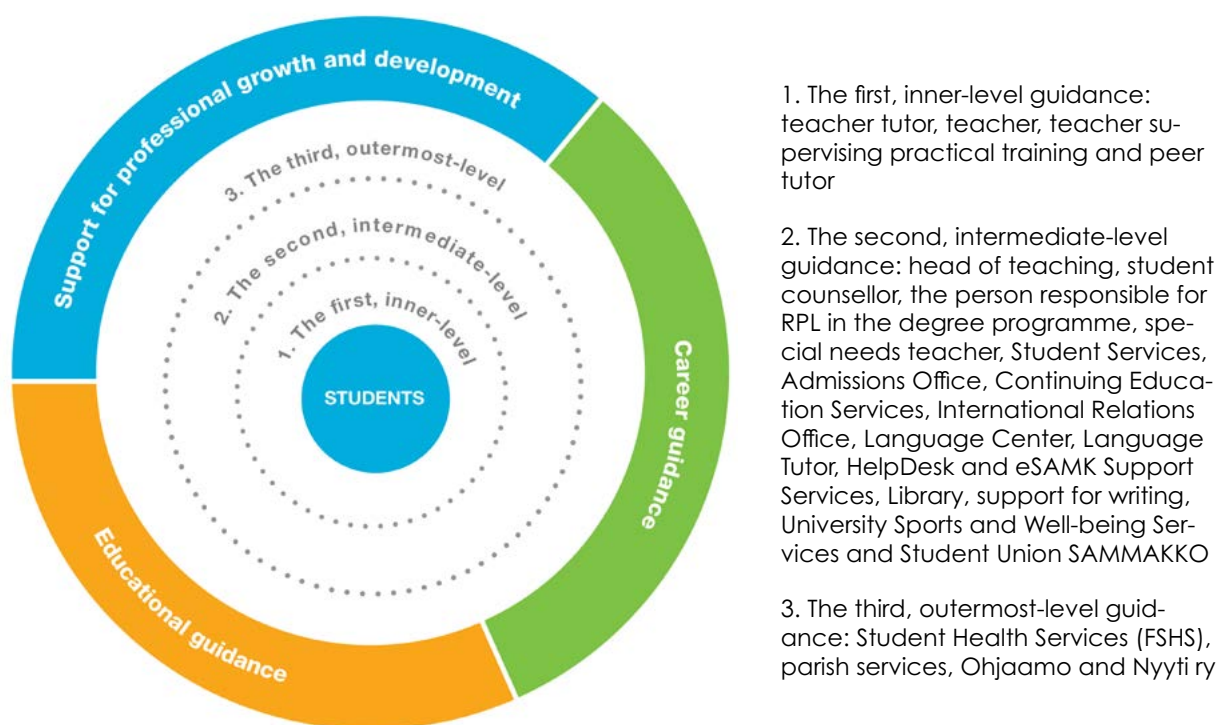 Support for professional growth and development
3. The third, outermost-level
2. The second, intermediate-level
1. The first, inner-level
STUDENTS
Career guidance
Educational guidance
1. The first, inner-level guidance:
teacher tutor, teacher, teacher su-
pervising practical training and peer
tutor
2. The second, intermediate-level
guidance: head of teaching, student
counsellor, the person responsible for
RPL in the degree programme, spe-
cial needs teacher, Student Services,
Admissions Office, Continuing Educa-
tion Services, International Relations
Office, Language Center, Language
Tutor, HelpDesk and eSAMK Support
Services, Library, support for writing,
University Sports and Well-being Ser-
vices and Student Union SAMMAKKO
3. The third, outermost-level guid-
ance: Student Health Services (FSHS),
parish services, Ohjaamo and Nyyti ry